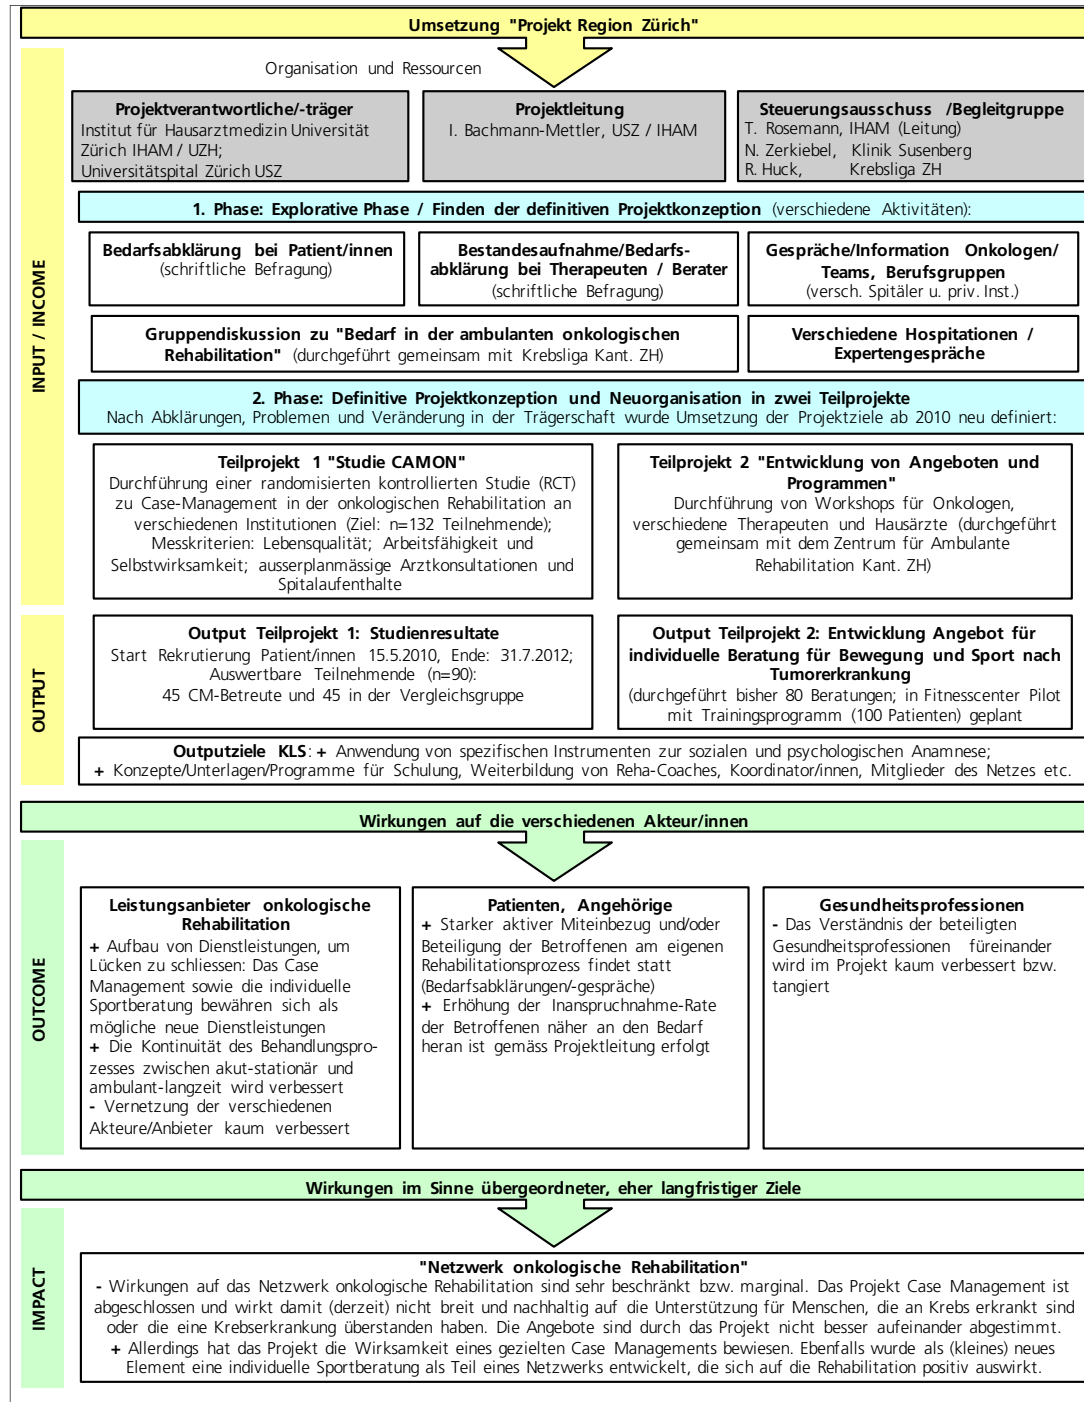 Umsetzung "Projekt Region Zürich"
Organisation und Ressourcen
INPUT / INCOME
Projektverantwortliche/-träger
Institut für Hausarztmedizin Universität
Zürich IHAM / UZH;
Universitätspital Zürich USZ
Projektleitung
I. Bachmann-Mettler, USZ / IHAM
Steuerungsausschuss /Begleitgruppe
T. Rosemann, IHAM (Leitung)
N. Zerkiebel, Klinik Susenberg
R. Huck, Krebsliga ZH
1. Phase: Explorative Phase / Finden der definitiven Projektkonzeption (verschiedene Aktivitäten):
Bedarfsabklärung bei Patient/innen
(schriftliche Befragung)
Bestandesaufnahme/Bedarfs-
abklärung bei Therapeuten / Berater
(schriftliche Befragung)
Gespräche/Information Onkologen/
Teams, Berufsgruppen
(versch. Spitäler u. priv. Inst.)
Gruppendiskussion zu "Bedarf in der ambulanten onkologischen
Rehabilitation" (durchgeführt gemeinsam mit Krebsliga Kant. ZH)
Verschiedene Hospitationen /
Expertengespräche
2. Phase: Definitive Projektkonzeption und Neuorganisation in zwei Teilprojekte
Nach Abklärungen, Problemen und Veränderung in der Trägerschaft wurde Umsetzung der Projektziele ab 2010 neu definiert:
Teilprojekt 1 "Studie CAMON"
Durchführung einer randomisierten kontrollierten Studie (RCT)
zu Case-Management in der onkologischen Rehabilitation an
verschiedenen Institutionen (Ziel: n=132 Teilnehmende);
Messkriterien: Lebensqualität; Arbeitsfähigkeit und
Selbstwirksamkeit; ausserplanmässige Arztkonsultationen und
Spitalaufenthalte
Teilprojekt 2 "Entwicklung von Angeboten und
Programmen"
Durchführung von Workshops für Onkologen,
verschiedene Therapeuten und Hausärzte (durchgeführt
gemeinsam mit dem Zentrum für Ambulante
Rehabilitation Kant. ZH)
OUTPUT
Output Teilprojekt 1: Studienresultate
Start Rekrutierung Patient/innen 15.5.2010, Ende: 31.7.2012;
Auswertbare Teilnehmende (n=90):
45 CM-Betreute und 45 in der Vergleichsgruppe
Output Teilprojekt 2: Entwicklung Angebot für
individuelle Beratung für Bewegung und Sport nach
Tumorerkrankung
(durchgeführt bisher 80 Beratungen; in Fitnesscenter Pilot
mit Trainingsprogramm (100 Patienten) geplant
Outputziele KLS: + Anwendung von spezifischen Instrumenten zur sozialen und psychologischen Anamnese;
+ Konzepte/Unterlagen/Programme für Schulung, Weiterbildung von Reha-Coaches, Koordinator/innen, Mitglieder des Netzes etc.
Wirkungen auf die verschiedenen Akteur/innen
OUTCOME
Leistungsanbieter onkologische
Rehabilitation
+ Aufbau von Dienstleistungen, um
Lücken zu schliessen: Das Case
Management sowie die individuelle
Sportberatung bewähren sich als
mögliche neue Dienstleistungen
+ Die Kontinuität des Behandlungspro-
zesses zwischen akut-stationär und
ambulant-langzeit wird verbessert
- Vernetzung der verschiedenen
Akteure/Anbieter kaum verbessert
Patienten, Angehörige
+ Starker aktiver Miteinbezug und/oder
Beteiligung der Betroffenen am eigenen
Rehabilitationsprozess findet statt
(Bedarfsabklärungen/-gespräche)
+ Erhöhung der Inanspruchnahme-Rate
der Betroffenen näher an den Bedarf
heran ist gemäss Projektleitung erfolgt
Gesundheitsprofessionen
- Das Verständnis der beteiligten
Gesundheitsprofessionen füreinander
wird im Projekt kaum verbessert bzw.
tangiert
Wirkungen im Sinne übergeordneter, eher langfristiger Ziele
IMPACT
"Netzwerk onkologische Rehabilitation"
- Wirkungen auf das Netzwerk onkologische Rehabilitation sind sehr beschränkt bzw. marginal. Das Projekt Case Management ist
abgeschlossen und wirkt damit (derzeit) nicht breit und nachhaltig auf die Unterstützung für Menschen, die an Krebs erkrankt sind
oder die eine Krebserkrankung überstanden haben. Die Angebote sind durch das Projekt nicht besser aufeinander abgestimmt.
+ Allerdings hat das Projekt die Wirksamkeit eines gezielten Case Managements bewiesen. Ebenfalls wurde als (kleines) neues
Element eine individuelle Sportberatung als Teil eines Netzwerks entwickelt, die sich auf die Rehabilitation positiv auswirkt.